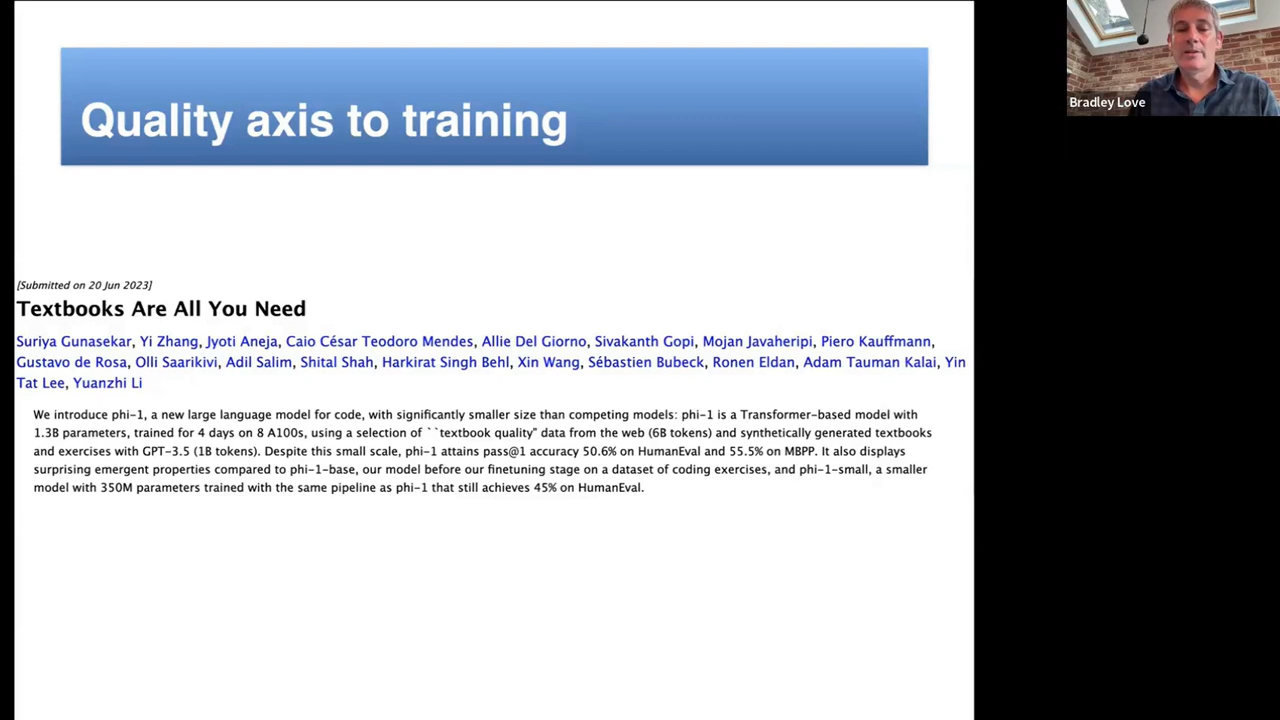 Quality axis to training
Bradley Love
[Submitted on 20 Jun 2023]
Textbooks Are All You Need
Suriya Gunasekar, Yi Zhang, Jyoti Aneja, Caio César Teodoro Mendes, Allie Del Giorno, Sivakanth Gopi, Mojan Javaheripi, Piero Kauffmann,
Gustavo de Rosa, Olli Saarikivi, Adil Salim, Shital Shah, Harkirat Singh Behl, Xin Wang, Sébastien Bubeck, Ronen Eldan, Adam Tauman Kalai, Yin
Tat Lee, Yuanzhi Li
We introduce phi-1, a new large language model for code, with significantly smaller size than competing models: phi-1 is a Transformer-based model with
1.3B parameters, trained for 4 days on 8 A100s, using a selection of ``textbook quality" data from the web (6B tokens) and synthetically generated textbooks
and exercises with GPT-3.5 (1B tokens). Despite this small scale, phi-1 attains pass@1 accuracy 50.6% on HumanEval and 55.5% on MBPP. It also displays
surprising emergent properties compared to phi-1-base, our model before our finetuning stage on a dataset of coding exercises, and phi-1-small, a smaller
model with 350M parameters trained with the same pipeline as phi-1 that still achieves 45% on HumanEval.